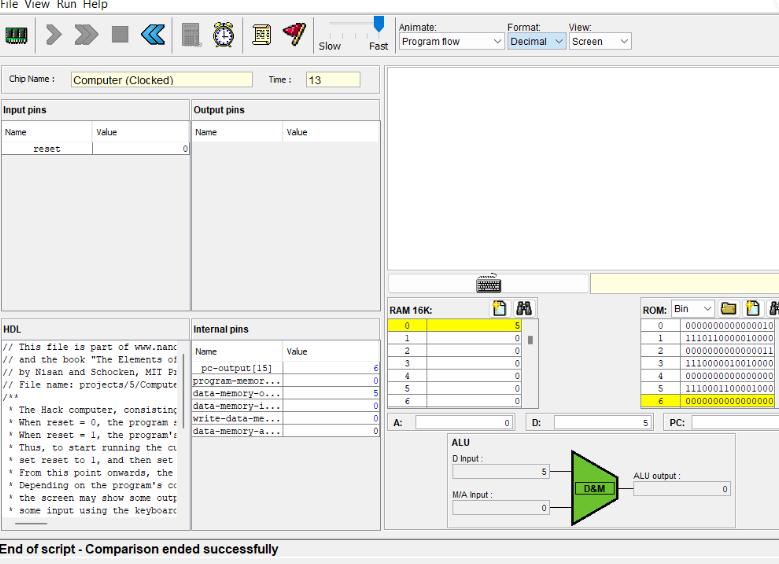 File View Run Help
Animate:
Format:
View:
Slow
Fast
Program flow
Decimal
Screen
Chip Name :
Computer (Clocked)
Time :
13
Input pins
Name Value
reset 0
Output pins
Name Value
HDL
// This file is part of www.nand
// and the book "The Elements of
// by Nisan and Schocken, MIT Pr
// File name: projects/5/Compute
/**
* The Hack computer, consisting
* When reset = 0, the program s
* When reset = 1, the program's
* Thus, to start running the cu
* set reset to 1, and then set
* From this point onwards, the
* Depending on the program's co
* the screen may show some outp
* some input using the keyboard
Internal pins
Name Value
pc-output[15] 6
program-memor... 0
data-memory-o... 5
data-memory-i... 0
write-data-me... 0
data-memory-a... 0
RAM 16K:
0 5
1 0
2 0
3 0
4 0
5 0
6 0
ROM: Bin
0 0000000000000010
1 1110110000010000
2 0000000000000011
3 1110000010010000
4 0000000000000000
5 1110001100001000
6 0000000000000000
A: 0
D: 5
PC:
ALU
D Input :
5
M/A Input :
0
D&M
ALU output :
0
End of script - Comparison ended successfully